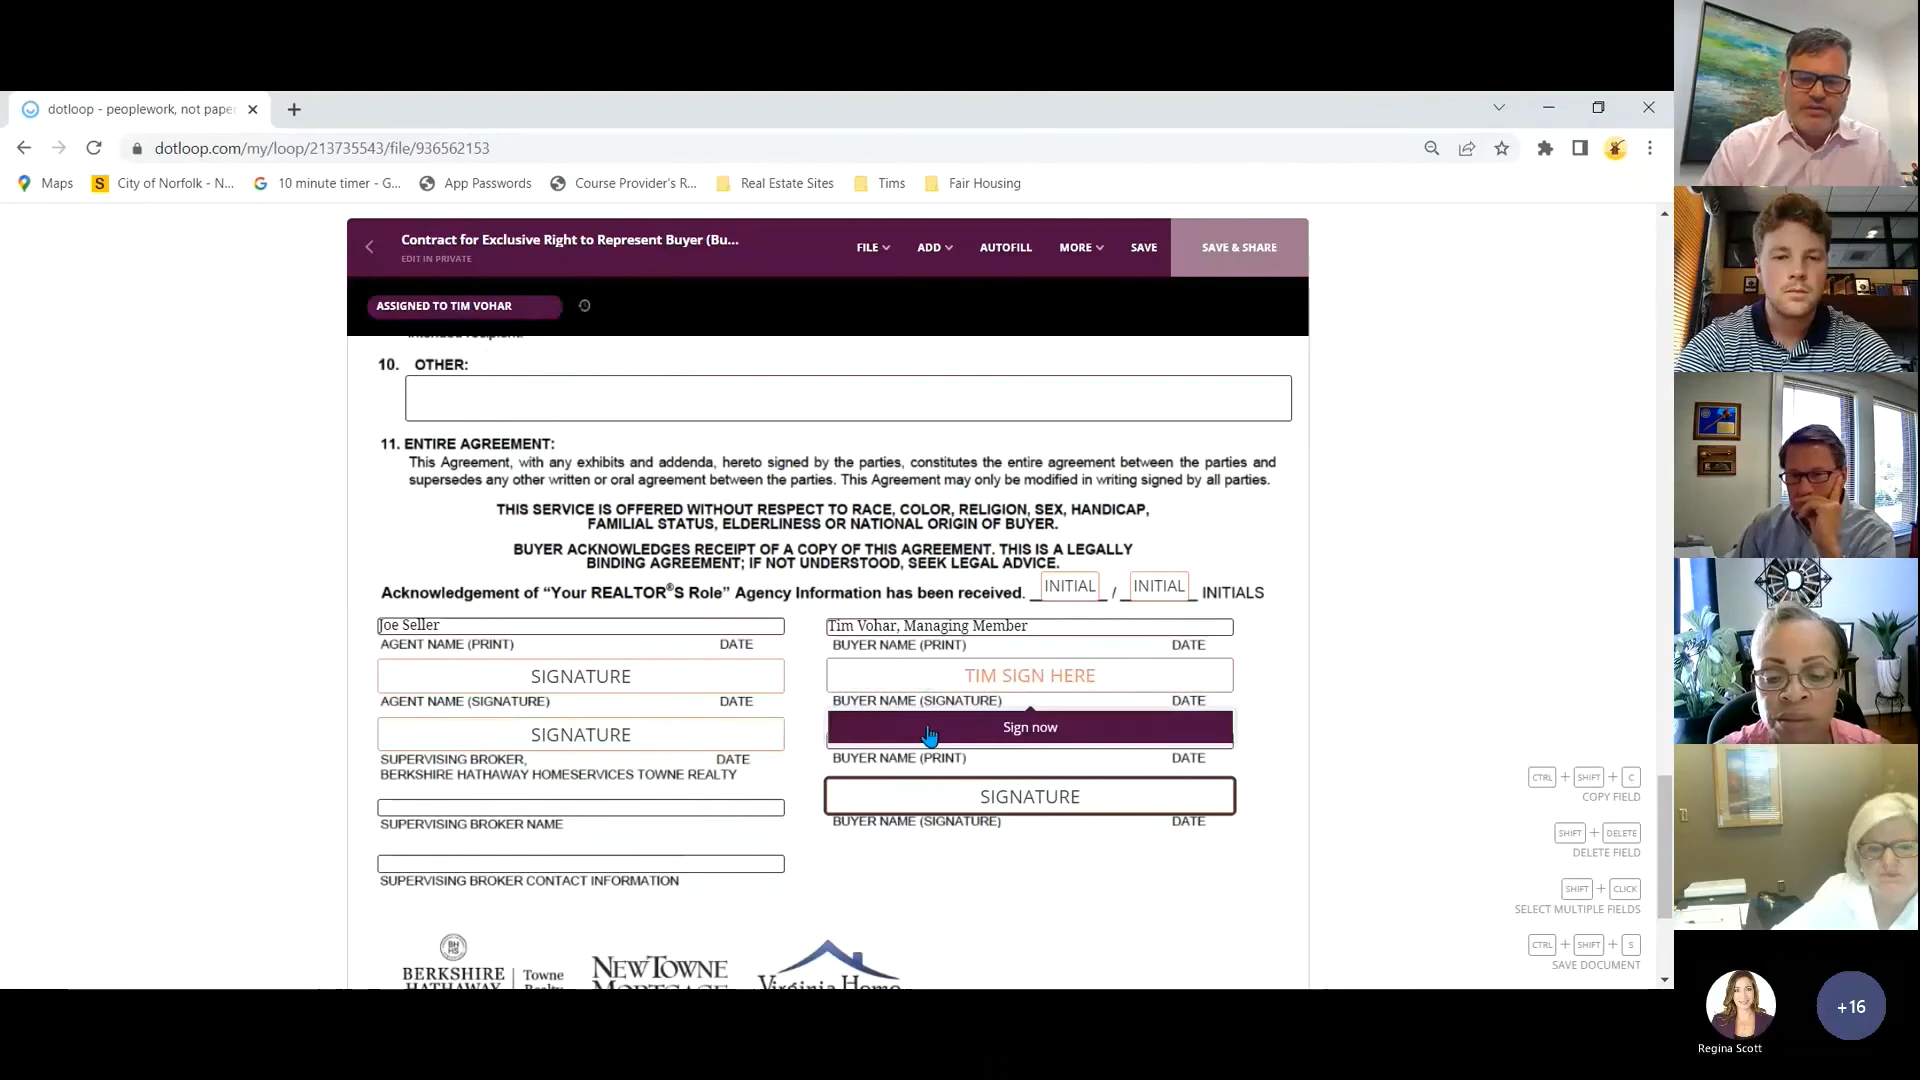 dotloop - peoplework, not pape
dotloop.com/my/loop/213735543/file/936562153
Maps
City of Norfolk - N...
10 minute timer - G...
App Passwords
Course Provider's R...
Real Estate Sites
Tims
Fair Housing
Contract for Exclusive Right to Represent Buyer (Bu...
EDIT IN PRIVATE
FILE
ADD
AUTOFILL
MORE
SAVE
SAVE & SHARE
ASSIGNED TO TIM VOHAR
10. OTHER:
11. ENTIRE AGREEMENT:
This Agreement, with any exhibits and addenda, hereto signed by the parties, constitutes the entire agreement between the parties and
supersedes any other written or oral agreement between the parties. This Agreement may only be modified in writing signed by all parties.
THIS SERVICE IS OFFERED WITHOUT RESPECT TO RACE, COLOR, RELIGION, SEX, HANDICAP,
FAMILIAL STATUS, ELDERLINESS OR NATIONAL ORIGIN OF BUYER.
BUYER ACKNOWLEDGES RECEIPT OF A COPY OF THIS AGREEMENT. THIS IS A LEGALLY
BINDING AGREEMENT; IF NOT UNDERSTOOD, SEEK LEGAL ADVICE.
Acknowledgement of “Your REALTOR®S Role” Agency Information has been received. INITIAL / INITIAL INITIALS
Joe Seller
AGENT NAME (PRINT) DATE
SIGNATURE
AGENT NAME (SIGNATURE) DATE
SIGNATURE
SUPERVISING BROKER, DATE
BERKSHIRE HATHAWAY HOMESERVICES TOWNE REALTY
SUPERVISING BROKER NAME
SUPERVISING BROKER CONTACT INFORMATION
Tim Vohar, Managing Member
BUYER NAME (PRINT) DATE
TIM SIGN HERE
BUYER NAME (SIGNATURE) DATE
Sign now
BUYER NAME (PRINT) DATE
SIGNATURE
BUYER NAME (SIGNATURE) DATE
BH HS
BERKSHIRE
HATHAWAY
Towne
Realty
NEWTOWNE
MORTGAGE
Virginia Home
CTRL + SHIFT + C
COPY FIELD
SHIFT + DELETE
DELETE FIELD
SHIFT + CLICK
SELECT MULTIPLE FIELDS
CTRL + SHIFT + S
SAVE DOCUMENT
+16
Regina Scott